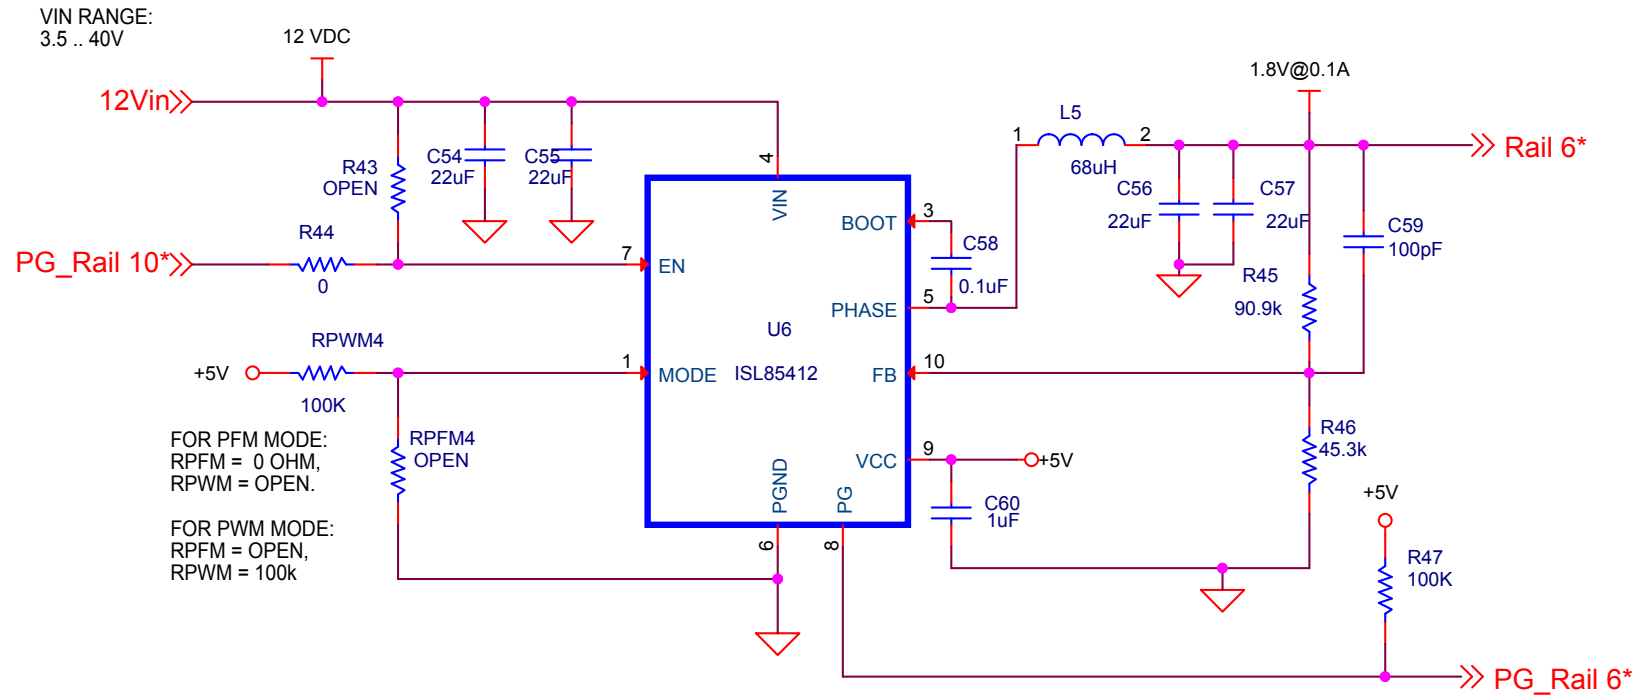 VIN RANGE:
3.5 .. 40V
12 VDC
12Vin
R43
OPEN
C54
22uF
C55
22uF
R44
0
PG_Rail 10*
7
EN
4
VIN
BOOT
3
C58
0.1uF
PHASE
5
U6
ISL85412
1
L5
2
68uH
1.8V@0.1A
Rail 6*
C56
22uF
C57
22uF
C59
100pF
R45
90.9k
RPWM4
+5V
100K
1
MODE
FB
10
RPFM4
OPEN
FOR PFM MODE:
RPFM = 0 OHM,
RPWM = OPEN.
FOR PWM MODE:
RPFM = OPEN,
RPWM = 100k
VCC
9
+5V
C60
1uF
PGND
6
PG
8
R46
45.3k
+5V
R47
100K
PG_Rail 6*